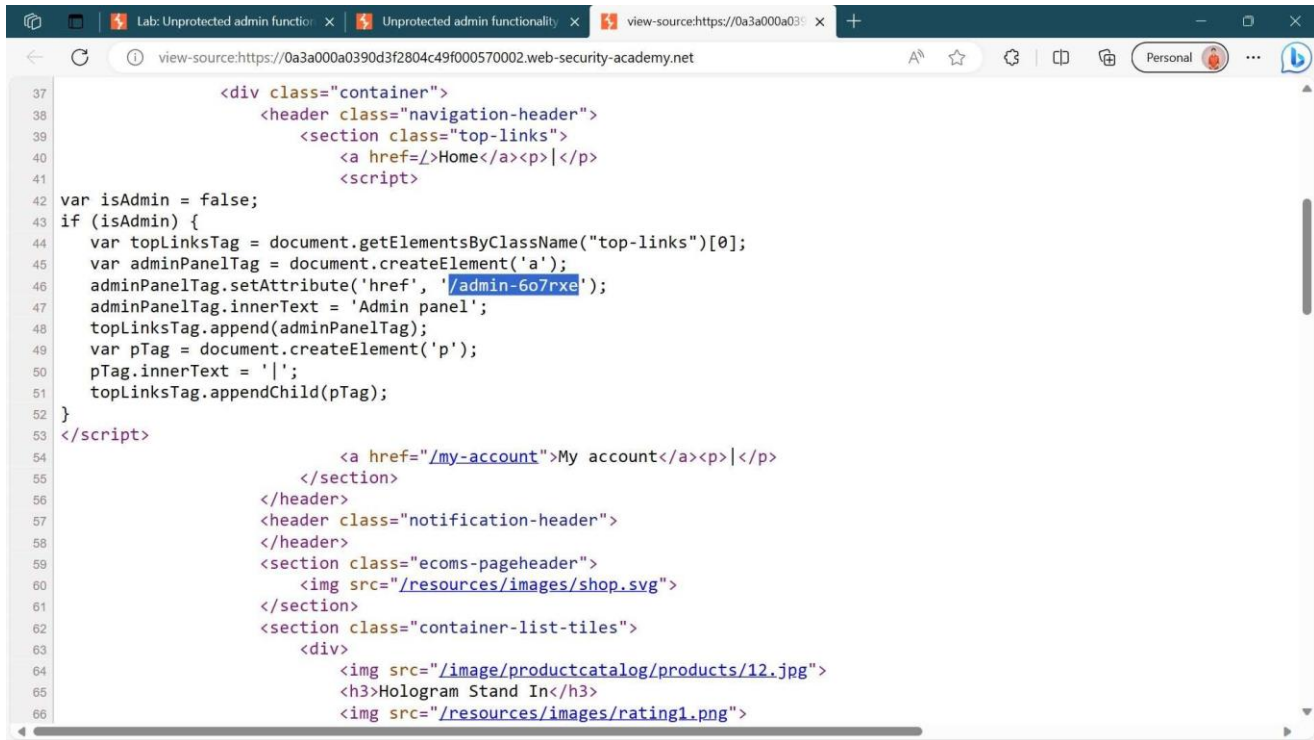 Lab: Unprotected admin function
Unprotected admin functionality
view-source:https://0a3a000a039
view-source:https://0a3a000a0390d3f2804c49f000570002.web-security-academy.net
Personal
37 <div class="container">
38 <header class="navigation-header">
39 <section class="top-links">
40 <a href=/>Home</a><p>|</p>
41 <script>
42 var isAdmin = false;
43 if (isAdmin) {
44 var topLinksTag = document.getElementsByClassName("top-links")[0];
45 var adminPanelTag = document.createElement('a');
46 adminPanelTag.setAttribute('href', '/admin-6o7rxe');
47 adminPanelTag.innerText = 'Admin panel';
48 topLinksTag.append(adminPanelTag);
49 var pTag = document.createElement('p');
50 pTag.innerText = '|';
51 topLinksTag.appendChild(pTag);
52 }
53 </script>
54 <a href="/my-account">My account</a><p>|</p>
55 </section>
56 </header>
57 <header class="notification-header">
58 </header>
59 <section class="ecoms-pageheader">
60 <img src="/resources/images/shop.svg">
61 </section>
62 <section class="container-list-tiles">
63 <div>
64 <img src="/image/productcatalog/products/12.jpg">
65 <h3>Hologram Stand In</h3>
66 <img src="/resources/images/rating1.png">